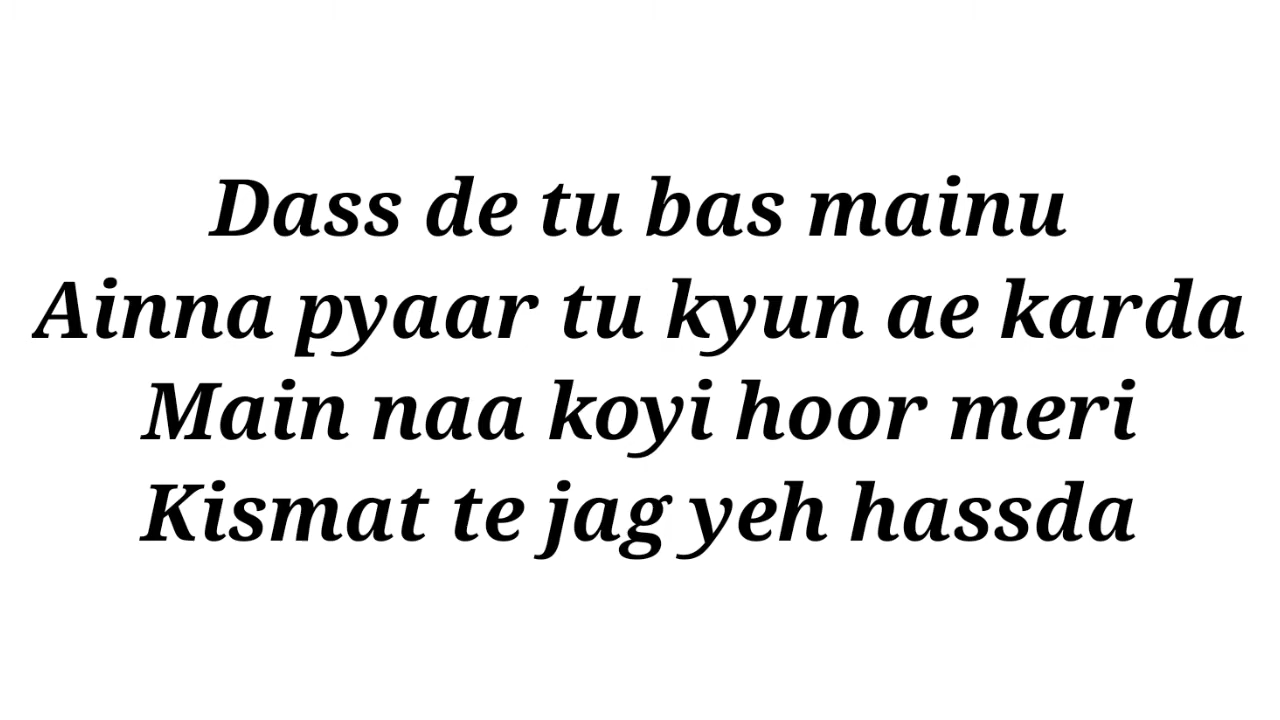 Dass de tu bas mainu
Ainna pyaar tu kyun ae karda
Main naa koyi hoor meri
Kismat te jag yeh hassda